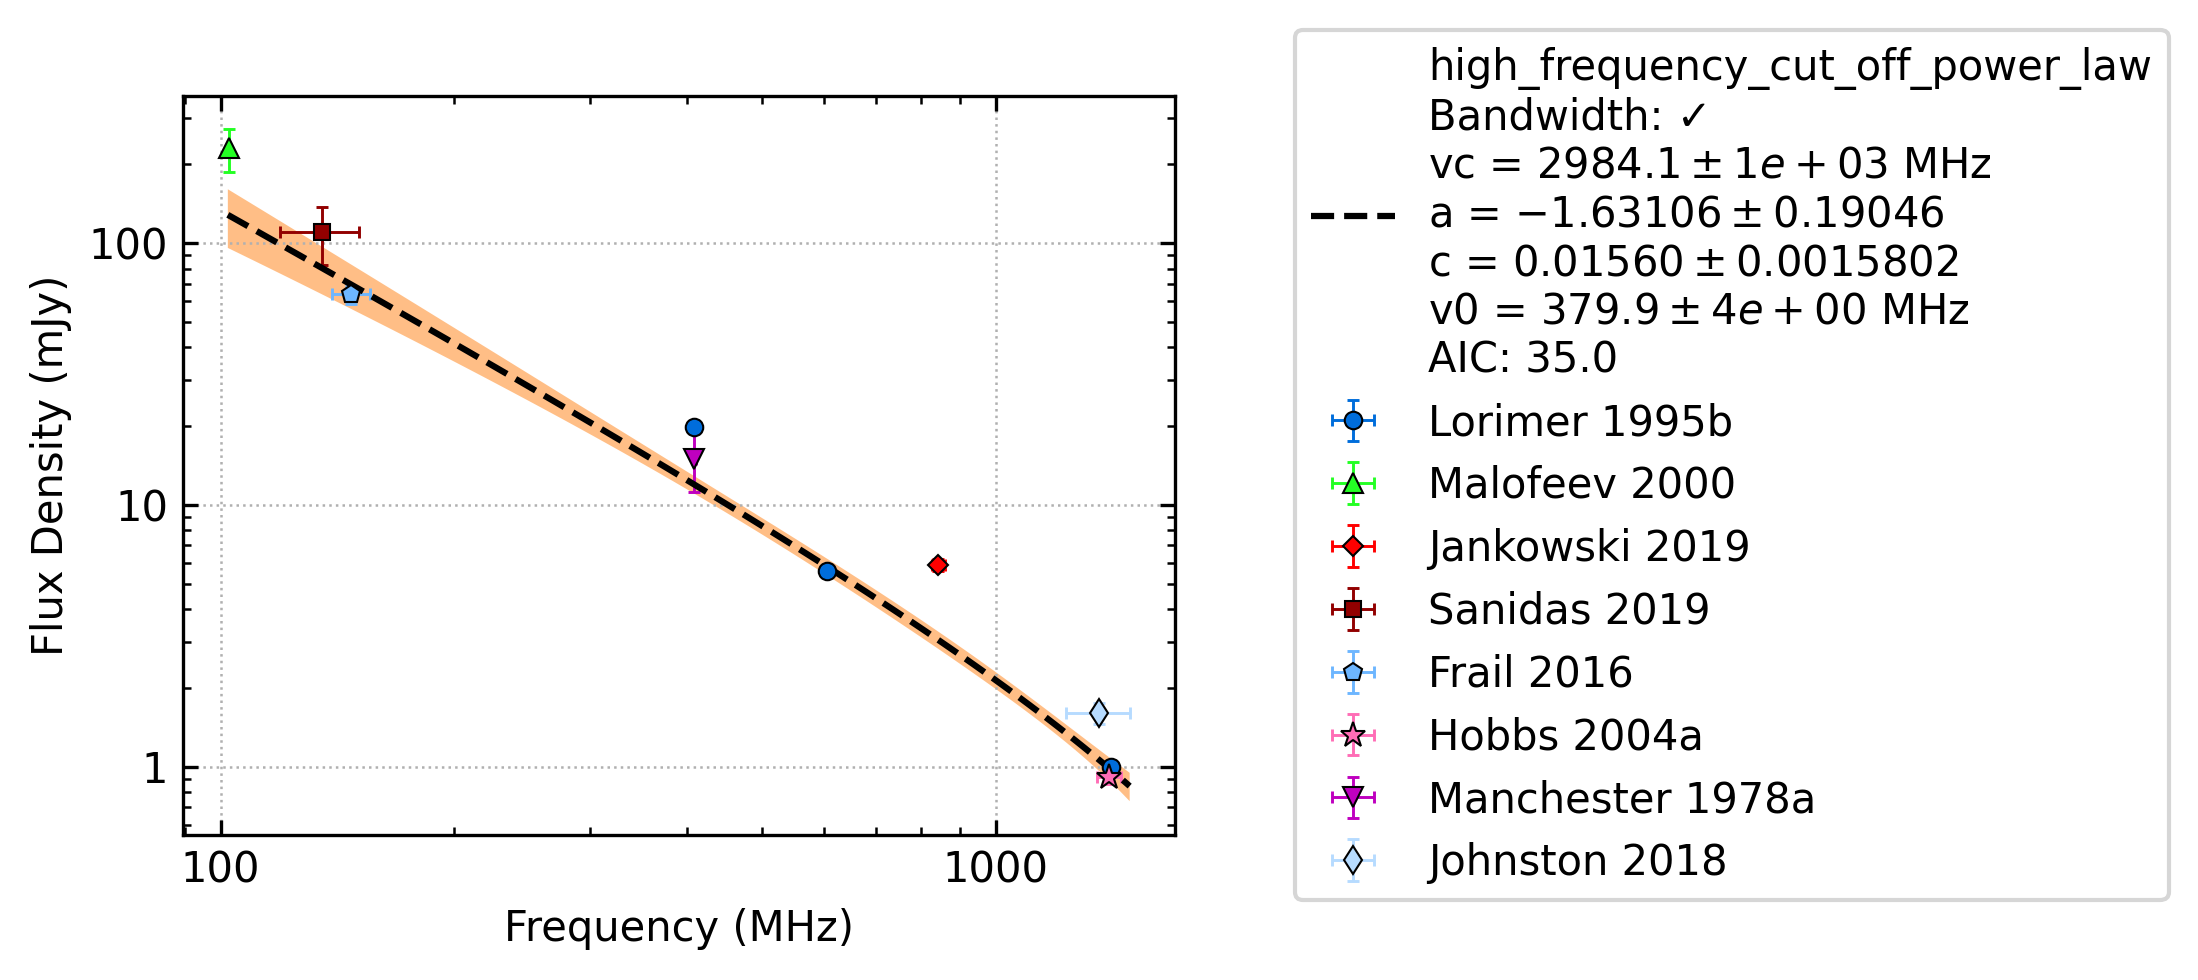 high_frequency_cut_off_power_law
Bandwidth: ✓
vc = 2984.1 ± 1e + 03 MHz
a = −1.63106 ± 0.19046
c = 0.01560 ± 0.0015802
v0 = 379.9 ± 4e + 00 MHz
AIC: 35.0
Lorimer 1995b
Malofeev 2000
Jankowski 2019
Sanidas 2019
Frail 2016
Hobbs 2004a
Manchester 1978a
Johnston 2018
Flux Density (mJy)
100
10
1
100
1000
Frequency (MHz)